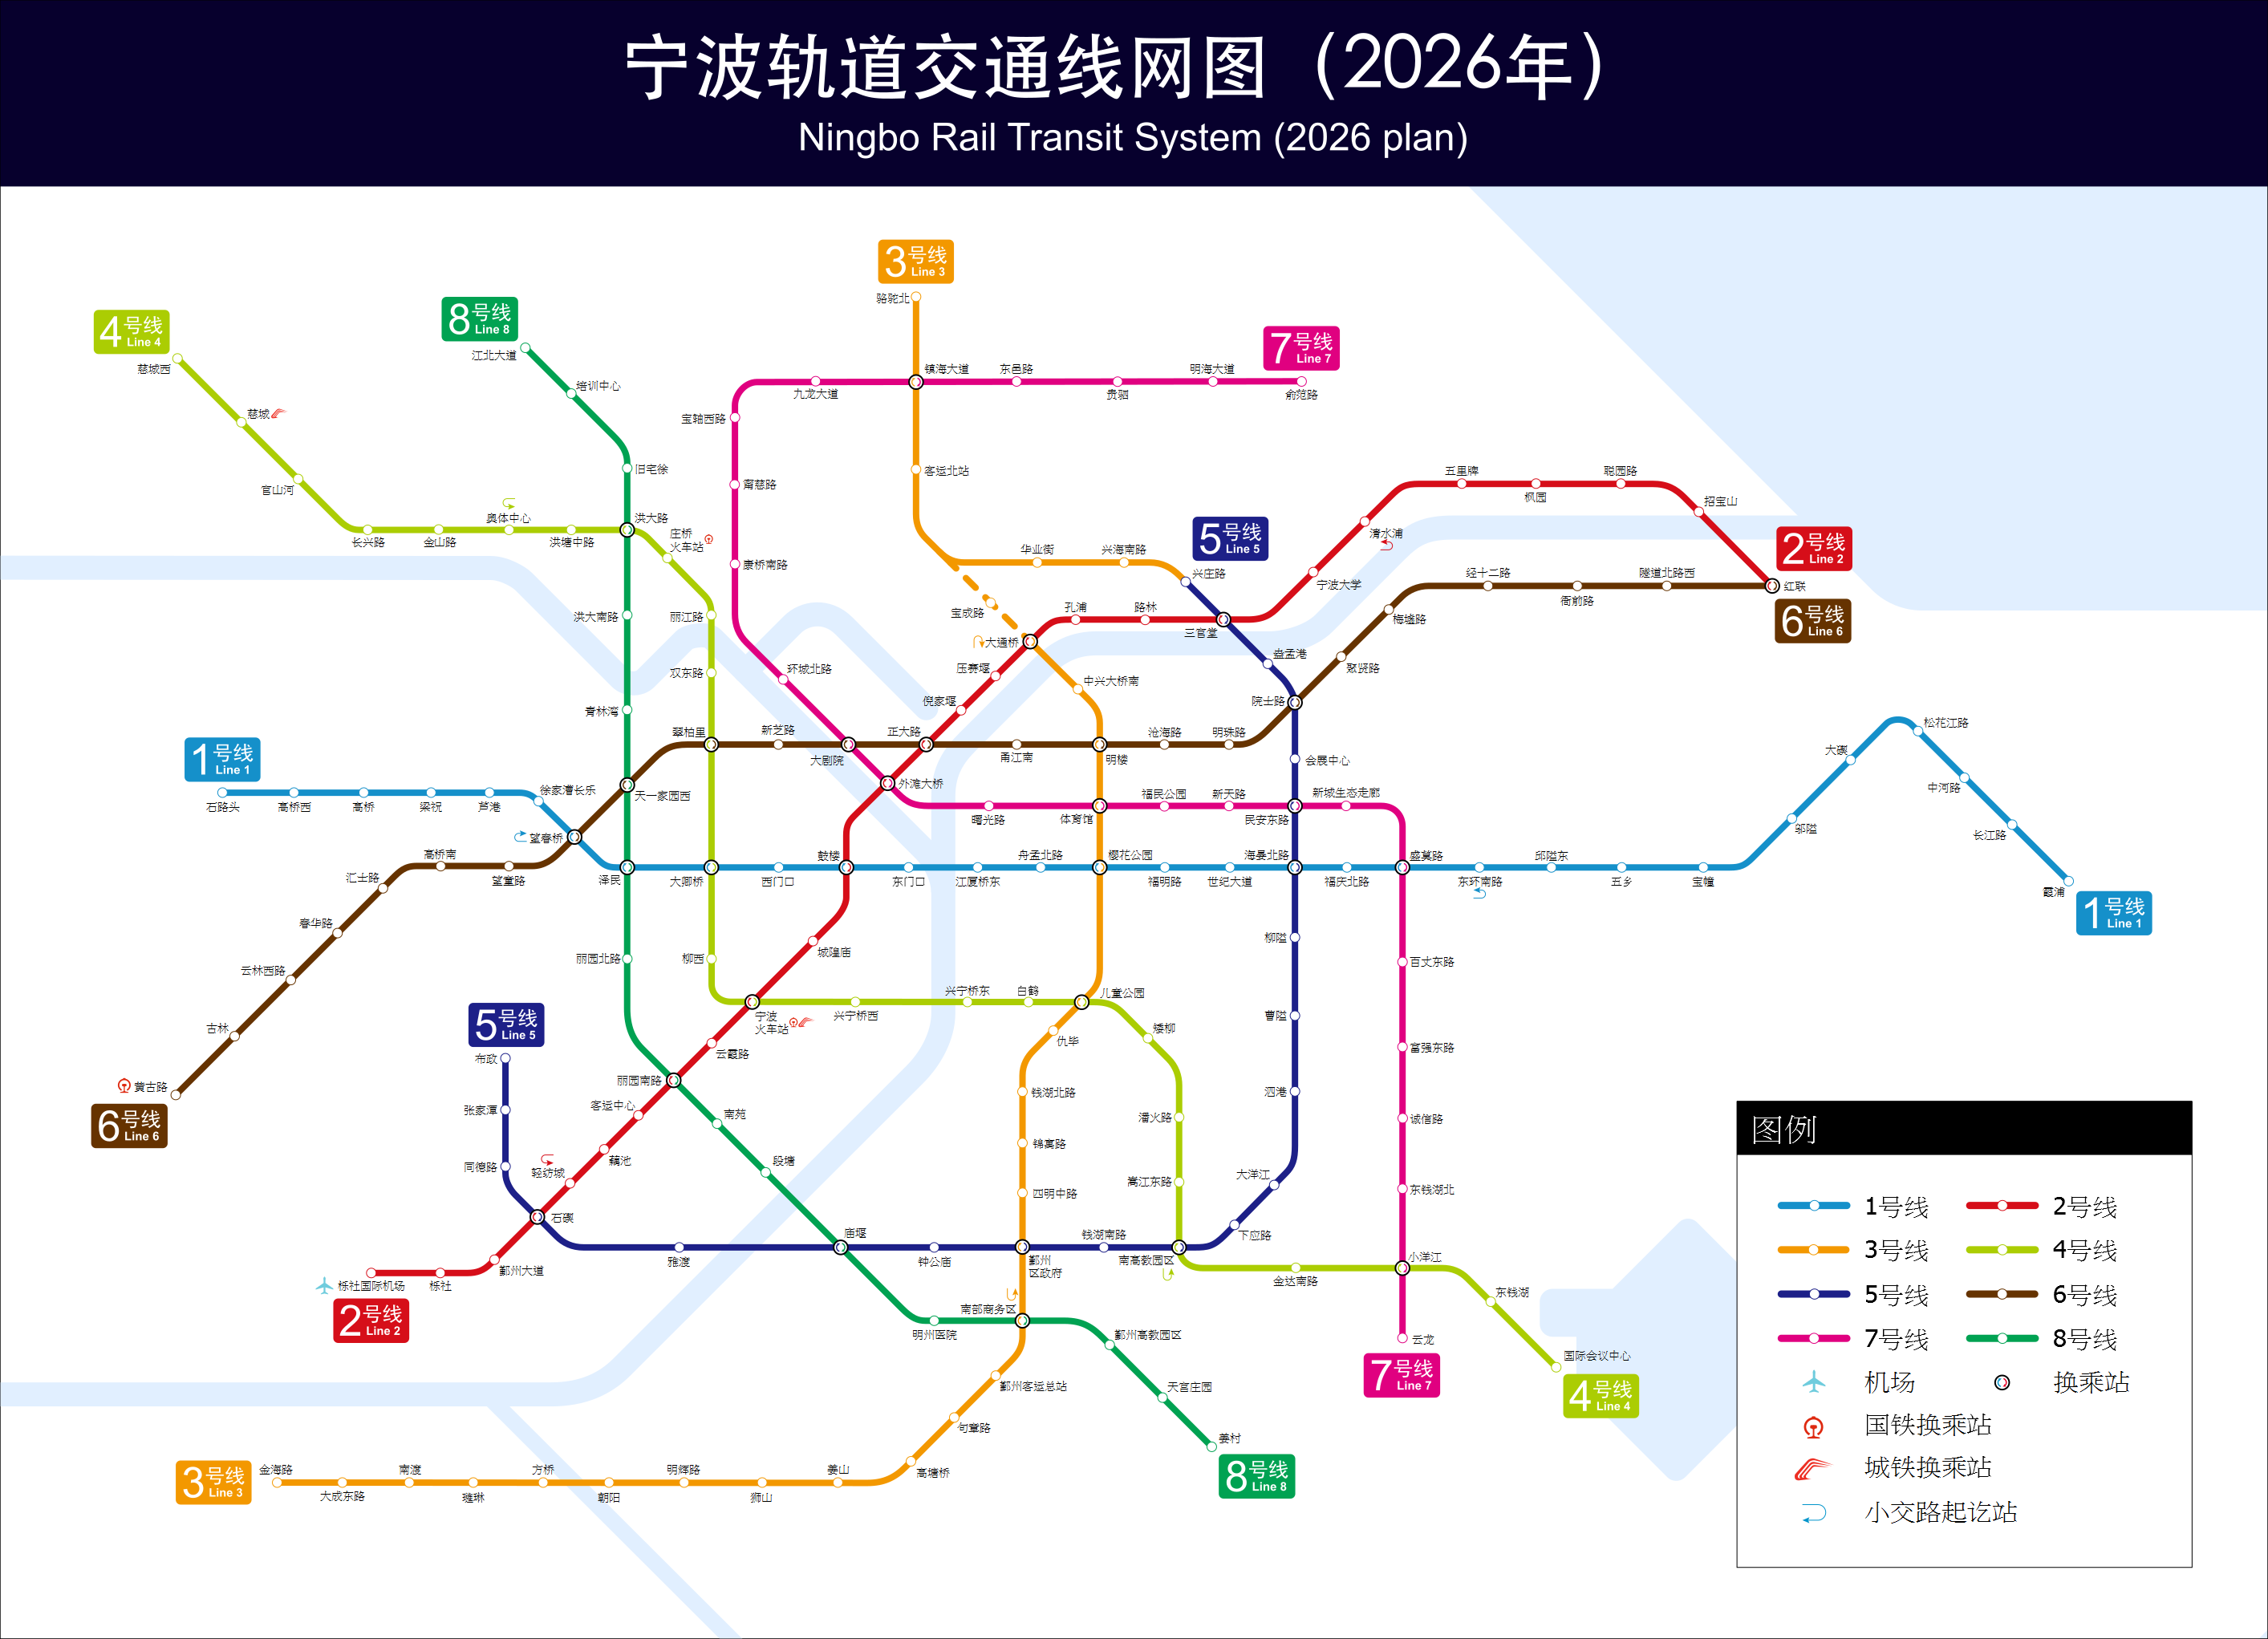 宁波轨道交通线网图（2026年）
Ningbo Rail Transit System (2026 plan)
3号线
Line 3
骆驼北
8号线
Line 8
江北大道
4号线
Line 4
慈城西
7号线
Line 7
镇海大道
东邑路
明海大道
九龙大道
贵驷
俞范路
培训中心
慈城
宝轴西路
旧宅徐
客运北站
五里牌
聪园路
甬慈路
官山河
枫园
招宝山
奥体中心
洪大路
长兴路
金山路
洪塘中路
庄桥
火车站
5号线
Line 5
清水浦
2号线
Line 2
华业街
兴海南路
康桥南路
兴庄路
宁波大学
经十二路
隧道北路西
红联
衙前路
6号线
Line 6
宝成路
孔浦
路林
洪大南路
丽江路
三官堂
梅墟路
大通桥
压赛堰
盎孟港
双东路
环城北路
聚贤路
中兴大桥南
倪家堰
院士路
青林湾
松花江路
翠柏里
新芝路
正大路
沧海路
明珠路
大碶
1号线
Line 1
大剧院
甬江南
明楼
会展中心
徐家漕长乐
天一家园西
外滩大桥
福民公园
新天路
新城生态走廊
中河路
石路头
高桥西
高桥
梁祝
芦港
曙光路
体育馆
民安东路
邬隘
长江路
望春桥
高桥南
鼓楼
舟孟北路
樱花公园
海晏北路
盛莫路
邱隘东
汇士路
望童路
泽民
大卿桥
西门口
东门口
江厦桥东
福明路
世纪大道
福庆北路
东环南路
五乡
宝幢
霞浦
1号线
Line 1
春华路
柳隘
城隍庙
丽园北路
柳西
百丈东路
云林西路
兴宁桥东
白鹤
儿童公园
宁波
火车站
兴宁桥西
曹隘
5号线
Line 5
古林
矮柳
仇毕
云霞路
富强东路
布政
丽园南路
黄古路
钱湖北路
泗港
6号线
Line 6
张家潭
客运中心
南苑
潘火路
诚信路
锦寓路
同德路
轻纺城
藕池
段塘
大洋江
嵩江东路
东钱湖北
四明中路
石碶
庙堰
钱湖南路
下应路
雅渡
钟公庙
鄞州
区政府
南高教园区
小洋江
鄞州大道
栎社国际机场
栎社
金达南路
东钱湖
2号线
Line 2
南部商务区
明州医院
鄞州高教园区
云龙
7号线
Line 7
国际会议中心
4号线
Line 4
鄞州客运总站
天宫庄园
句章路
姜村
8号线
Line 8
高塘桥
3号线
Line 3
金海路
南渡
方桥
明辉路
姜山
大成东路
琎琳
朝阳
狮山
图例
1号线
2号线
3号线
4号线
5号线
6号线
7号线
8号线
机场
换乘站
国铁换乘站
城铁换乘站
小交路起讫站